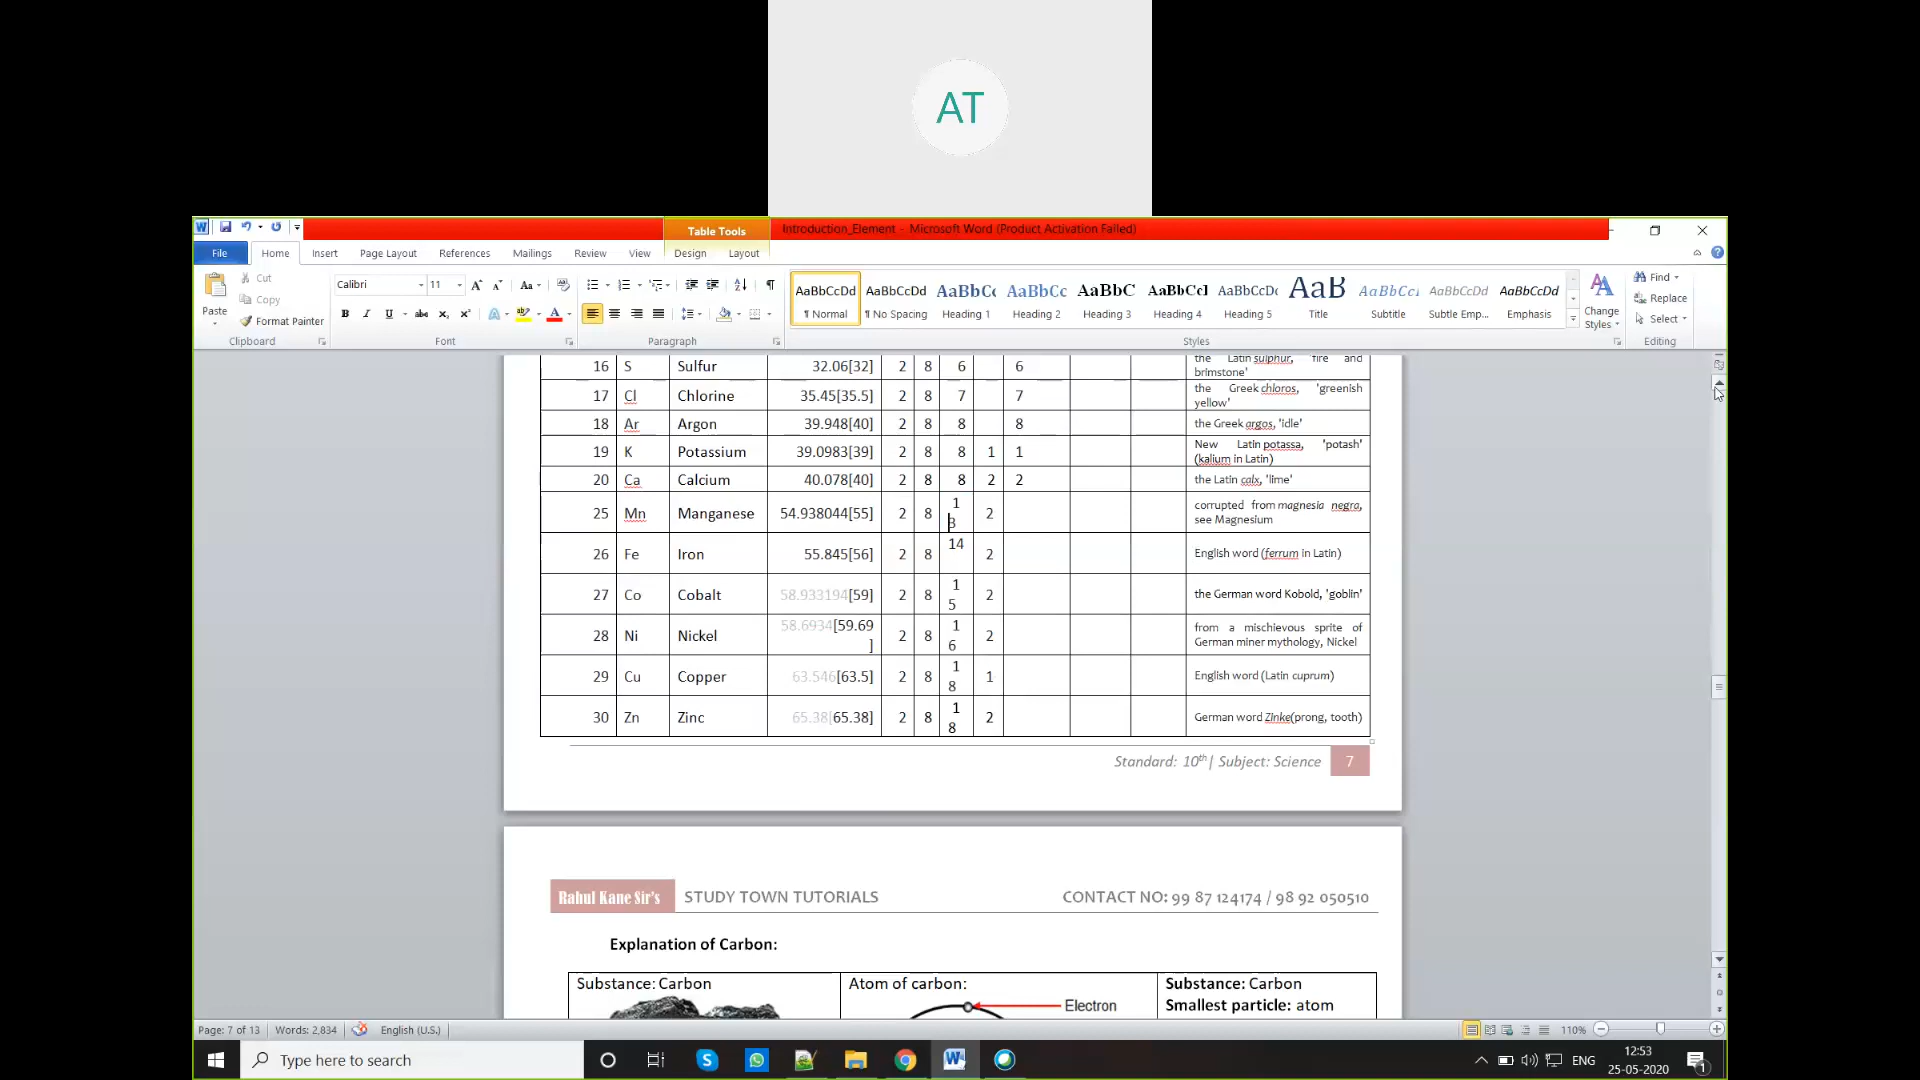 AT
Table Tools
Introduction_Element - Microsoft Word (Product Activation Failed)
File Home Insert Page Layout References Mailings Review View Design Layout
Cut
Copy
Paste
Format Painter
Clipboard
Calibri 11
Font
Paragraph
AaBbCcDd AaBbCcDd AaBbCc AaBbCc AaBbC AaBbCcI AaBbCcDc AaB AaBbCcI AaBbCcDd AaBbCcDd
¶ Normal ¶ No Spacing Heading 1 Heading 2 Heading 3 Heading 4 Heading 5 Title Subtitle Subtle Emp... Emphasis
Change
Styles
Styles
Find
Replace
Select
Editing
16 S Sulfur 32.06[32] 2 8 6 6 the Latin sulphur, 'fire and
brimstone'
17 Cl Chlorine 35.45[35.5] 2 8 7 7 the Greek chloros, 'greenish
yellow'
18 Ar Argon 39.948[40] 2 8 8 8 the Greek argos, 'idle'
19 K Potassium 39.0983[39] 2 8 8 1 1 New Latin potassa, 'potash'
(kalium in Latin)
20 Ca Calcium 40.078[40] 2 8 8 2 2 the Latin calx, 'lime'
25 Mn Manganese 54.938044[55] 2 8 1
3 2 corrupted from magnesia negra,
see Magnesium
26 Fe Iron 55.845[56] 2 8 14 2 English word (ferrum in Latin)
27 Co Cobalt 58.933194[59] 2 8 1
5 2 the German word Kobold, 'goblin'
28 Ni Nickel 58.6934[59.69
] 2 8 1
6 2 from a mischievous sprite of
German miner mythology, Nickel
29 Cu Copper 63.546[63.5] 2 8 1
8 1 English word (Latin cuprum)
30 Zn Zinc 65.38[65.38] 2 8 1
8 2 German word Zinke(prong, tooth)
Standard: 10th| Subject: Science 7
Rahul Kane Sir's STUDY TOWN TUTORIALS CONTACT NO: 99 87 124174 / 98 92 050510
Explanation of Carbon:
Substance: Carbon
Atom of carbon:
Electron
Substance: Carbon
Smallest particle: atom
Page: 7 of 13 Words: 2,834 English (U.S.) 110%
Type here to search
ENG
12:53
25-05-2020
1